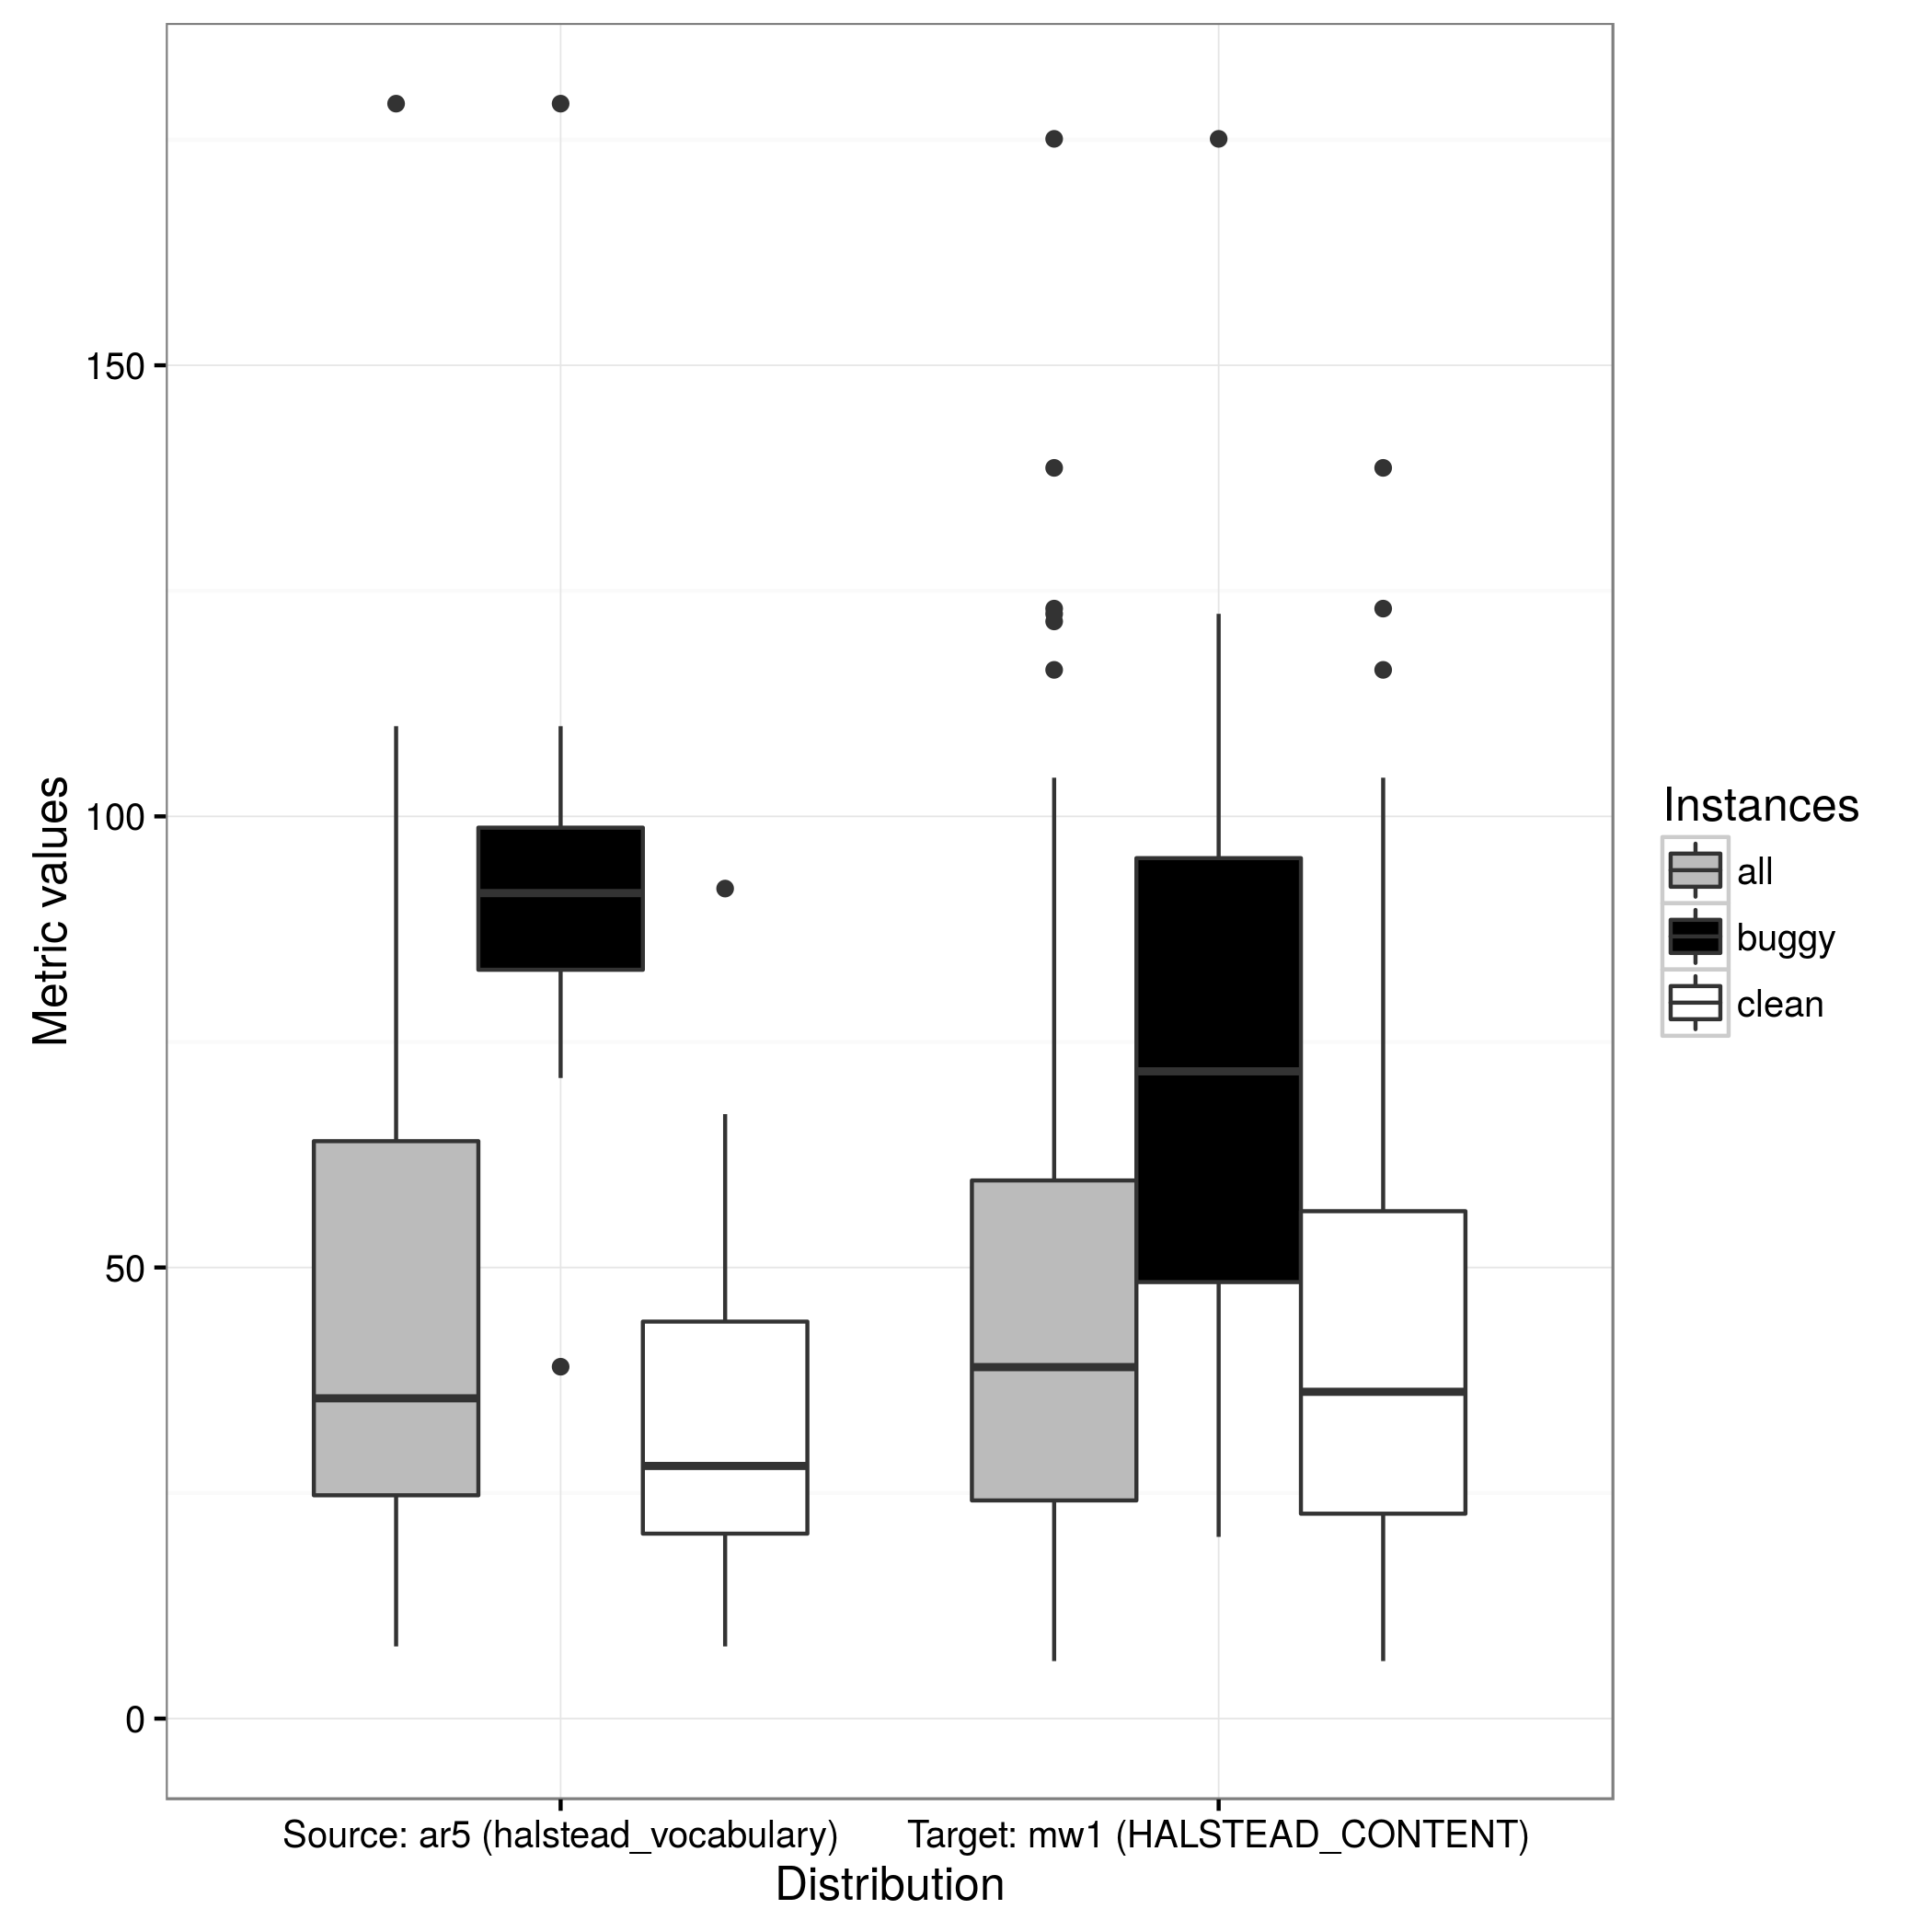 Metric values
150
100
50
0
Source: ar5 (halstead_vocabulary)
Target: mw1 (HALSTEAD_CONTENT)
Distribution
Instances
all
buggy
clean